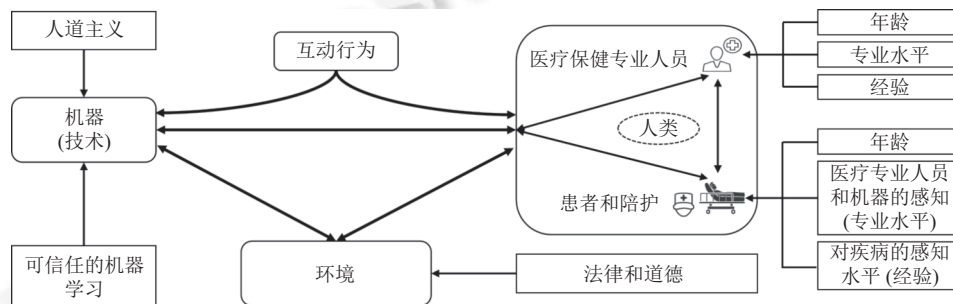 人道主义
机器
(技术)
可信任的机器
学习
互动行为
环境
法律和道德
医疗保健专业人员
人类
患者和陪护
年龄
专业水平
经验
年龄
医疗专业人员
和机器的感知
(专业水平)
对疾病的感知
水平 (经验)